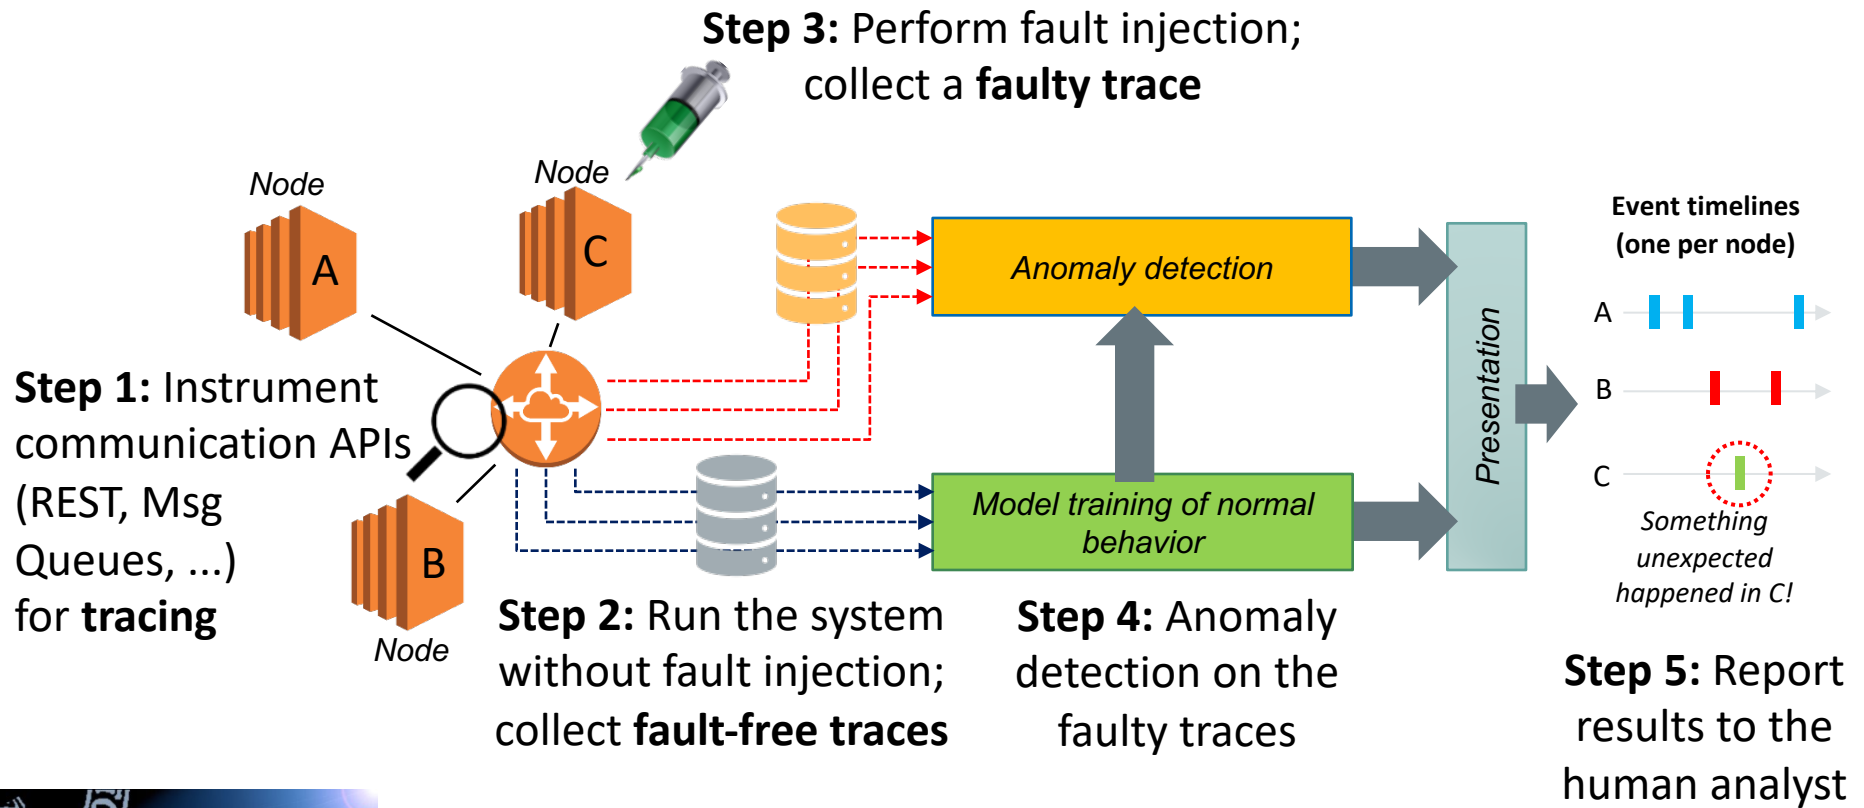 Step 3: Perform fault injection;
collect a faulty trace
Node
A
Node
C
Step 1: Instrument
communication APIs
(REST, Msg
Queues, ...)
for tracing
B
Node
Step 2: Run the system
without fault injection;
collect fault-free traces
Anomaly detection
Model training of normal
behavior
Step 4: Anomaly
detection on the
faulty traces
Presentation
Event timelines
(one per node)
A
B
C
Something
unexpected
happened in C!
Step 5: Report
results to the
human analyst